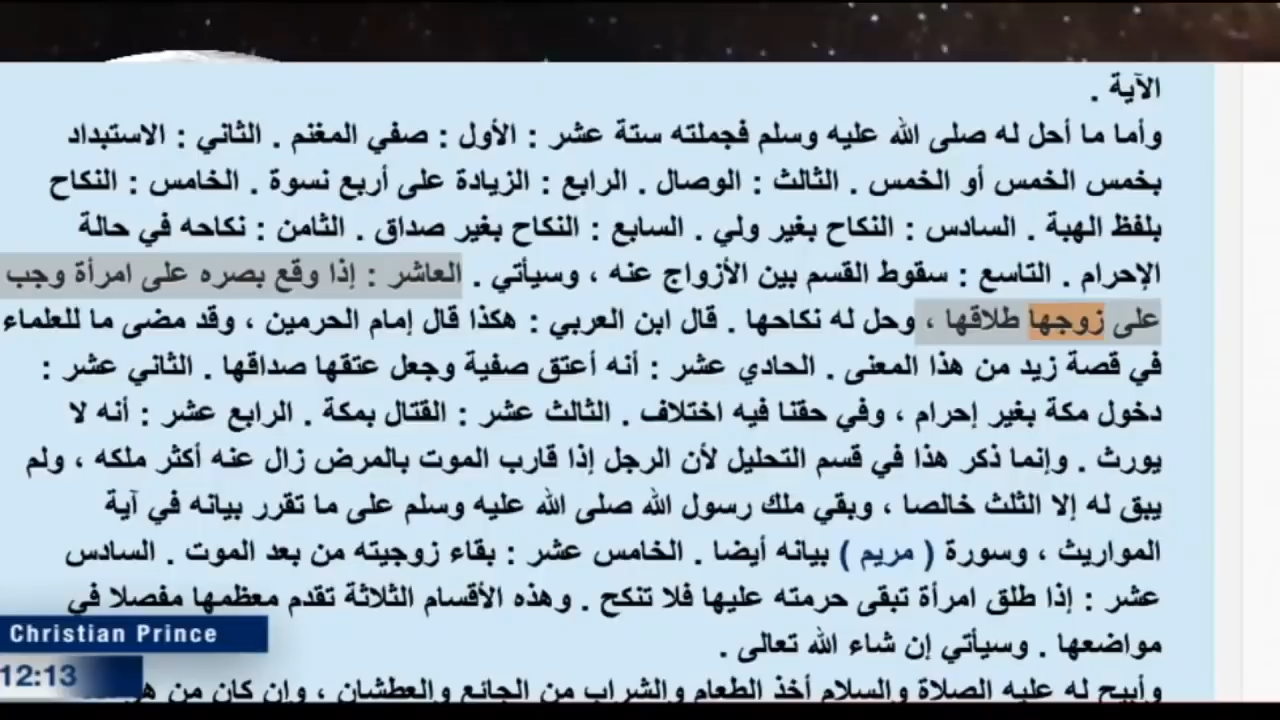 الآية .
وأما ما أحل له صلى الله عليه وسلم فجملته ستة عشر : الأول : صفي المغنم . الثاني : الاستبداد
بخمس الخمس أو الخمس . الثالث : الوصال . الرابع : الزيادة على أربع نسوة . الخامس : النكاح
بلفظ الهبة . السادس : النكاح بغير ولي . السابع : النكاح بغير صداق . الثامن : نكاحه في حالة
الإحرام . التاسع : سقوط القسم بين الأزواج عنه ، وسيأتي . العاشر : إذا وقع بصره على امرأة وجب
على زوجها طلاقها ، وحل له نكاحها . قال ابن العربي : هكذا قال إمام الحرمين ، وقد مضى ما للعلماء
في قصة زيد من هذا المعنى . الحادي عشر : أنه أعتق صفية وجعل عتقها صداقها . الثاني عشر :
دخول مكة بغير إحرام ، وفي حقنا فيه اختلاف . الثالث عشر : القتال بمكة . الرابع عشر : أنه لا
يورث . وإنما ذكر هذا في قسم التحليل لأن الرجل إذا قارب الموت بالمرض زال عنه أكثر ملكه ، ولم
يبق له إلا الثلث خالصا ، وبقي ملك رسول الله صلى الله عليه وسلم على ما تقرر بيانه في آية
المواريث ، وسورة ( مريم ) بيانه أيضا . الخامس عشر : بقاء زوجيته من بعد الموت . السادس
عشر : إذا طلق امرأة تبقى حرمته عليها فلا تنكح . وهذه الأقسام الثلاثة تقدم معظمها مفصلا في
مواضعها . وسيأتي إن شاء الله تعالى .
وأبيح له عليه الصلاة والسلام أخذ الطعام والشراب من الجائع والعطشان ، وإن كان من
Christian Prince
12:13